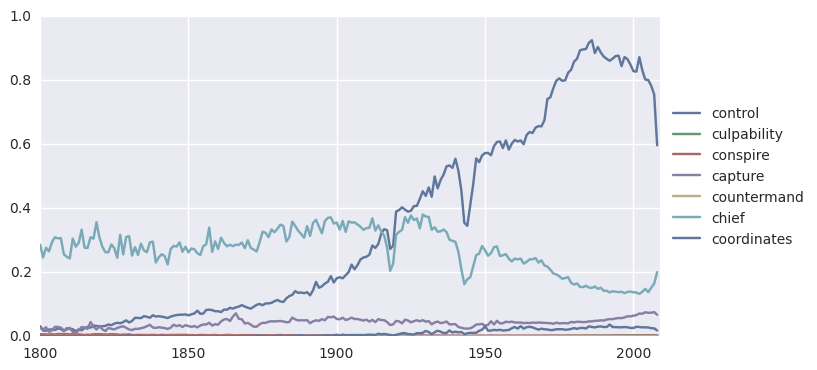 1.0
0.8
0.6
0.4
0.2
0.0
1800
1850
1900
1950
2000
control
culpability
conspire
capture
countermand
chief
coordinates